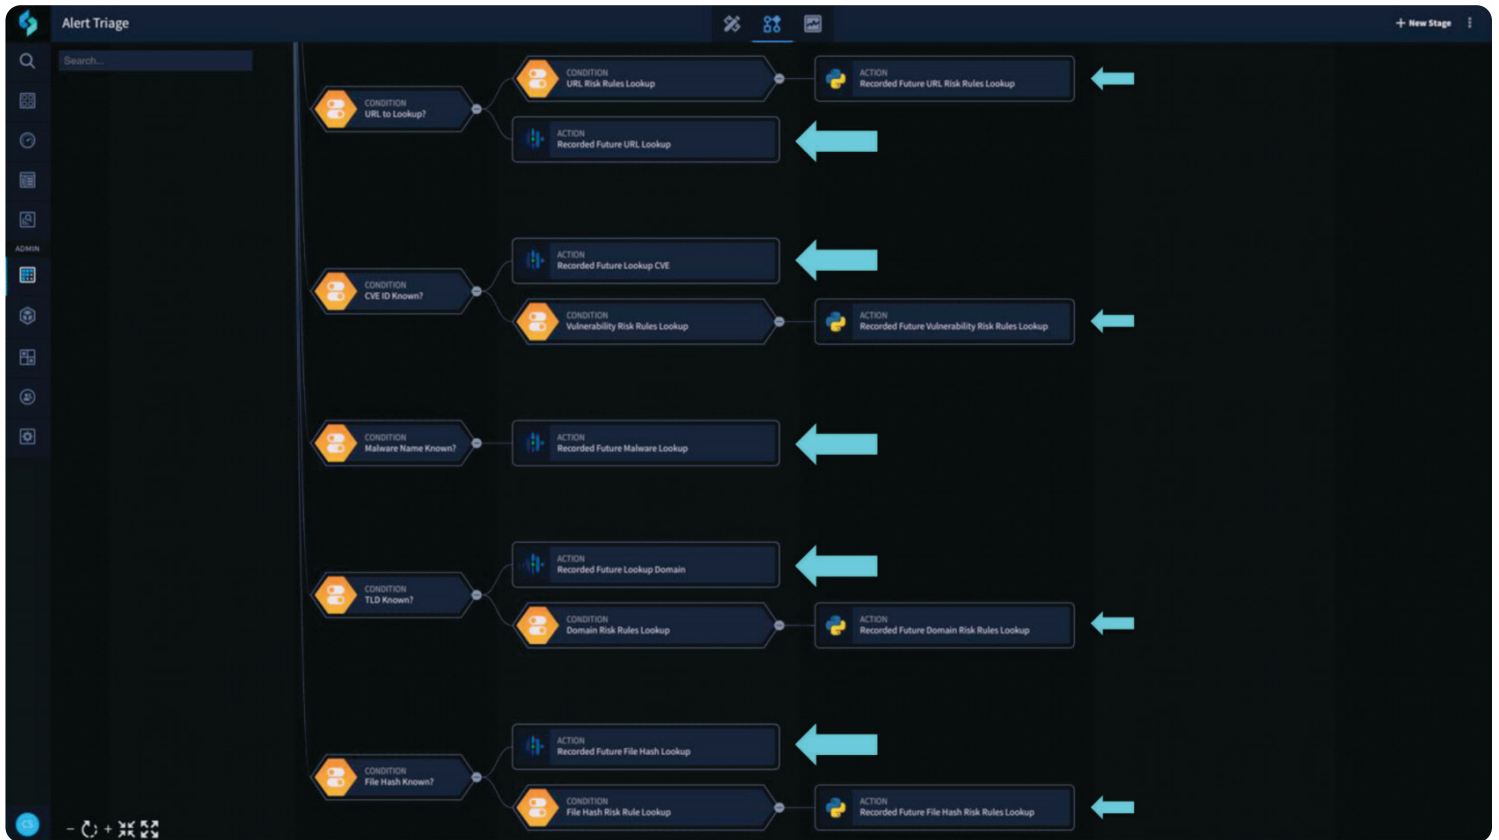 Alert Triage
+ New Stage
Search...
CONDITION
URL Risk Rules Lookup
ACTION
Recorded Future URL Risk Rules Lookup
CONDITION
URL to Lookup?
ACTION
Recorded Future URL Lookup
ADMIN
ACTION
Recorded Future Lookup CVE
CONDITION
CVE ID Known?
CONDITION
Vulnerability Risk Rules Lookup
ACTION
Recorded Future Vulnerability Risk Rules Lookup
CONDITION
Malware Name Known?
ACTION
Recorded Future Malware Lookup
ACTION
Recorded Future Lookup Domain
CONDITION
TLD Known?
CONDITION
Domain Risk Rules Lookup
ACTION
Recorded Future Domain Risk Rules Lookup
ACTION
Recorded Future File Hash Lookup
CONDITION
File Hash Known?
CONDITION
File Hash Risk Rule Lookup
ACTION
Recorded Future File Hash Risk Rules Lookup
CS